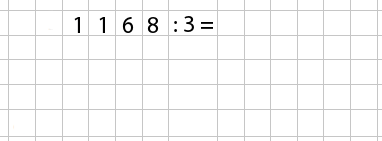 1 1 6 8 : 3 =